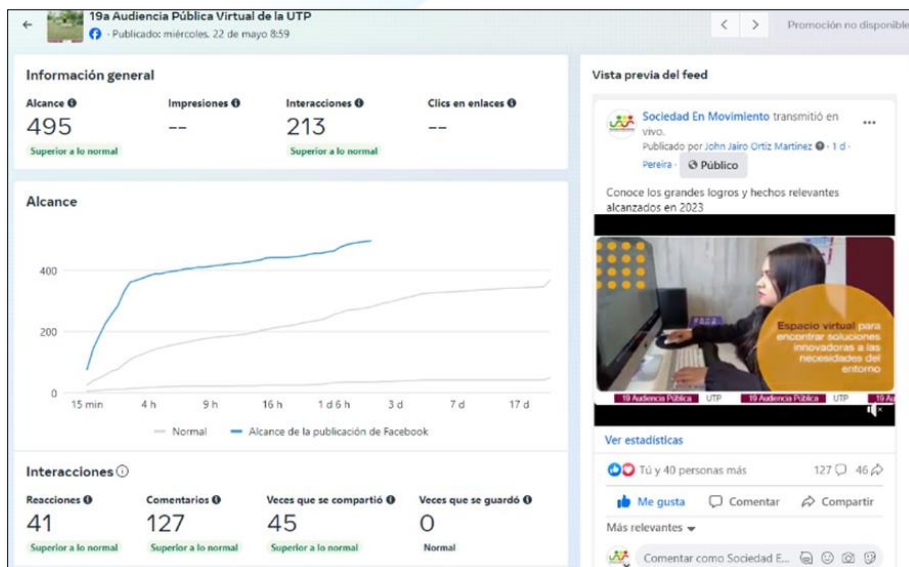 19a Audiencia Pública Virtual de la UTP
· Publicado: miércoles, 22 de mayo 8:59
Promoción no disponible
Información general
Alcance Impresiones Interacciones Clics en enlaces
495 -- 213 --
Superior a lo normal Superior a lo normal
Alcance
400
200
0
15 min 4 h 9 h 16 h 1 d 6 h 3 d 7 d 17 d
Normal Alcance de la publicación de Facebook
Interacciones
Reacciones Comentarios Veces que se compartió Veces que se guardó
41 127 45 0
Superior a lo normal Superior a lo normal Superior a lo normal Normal
Vista previa del feed
Sociedad En Movimiento transmitió en
vivo.
Publicado por John Jairo Ortiz Martinez · 1 d ·
Pereira · Público
Conoce los grandes logros y hechos relevantes
alcanzados en 2023
Espacio virtual para
encontrar soluciones
innovadoras a las
necesidades del
entorno
19 Audiencia Pública UTP 19 Audiencia Pública UTP 19 Au
Ver estadísticas
Tú y 40 personas más 127 46
Me gusta Comentar Compartir
Más relevantes
Comentar como Sociedad E...